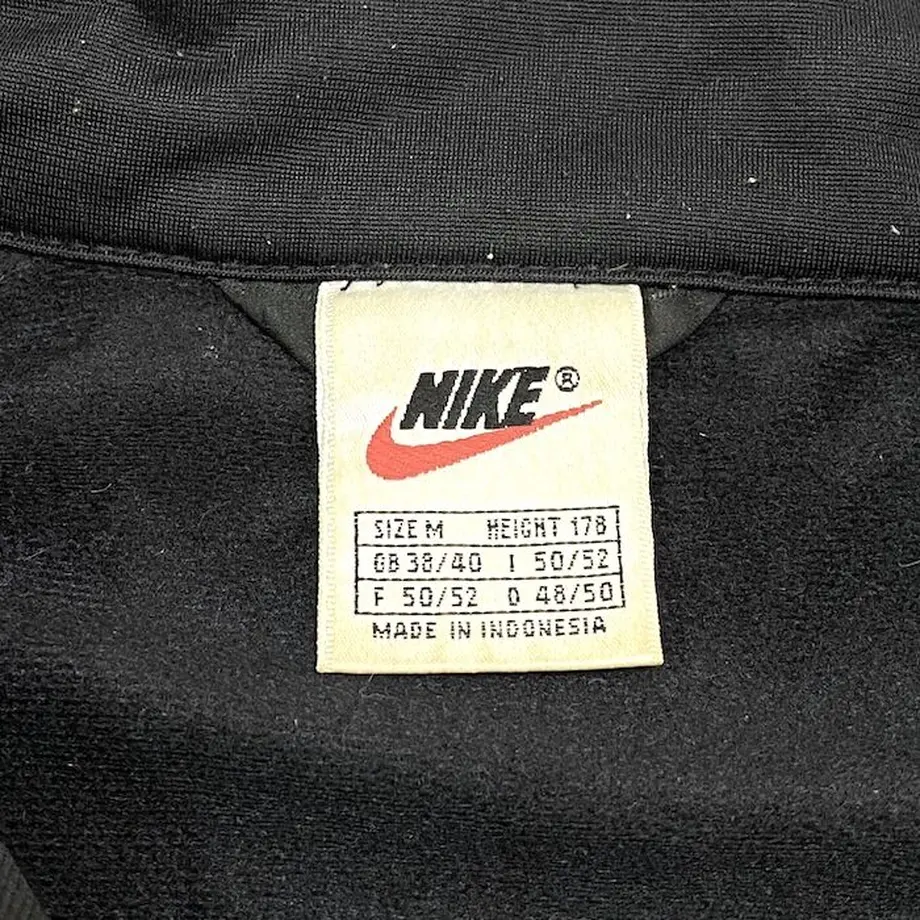 NIKE®
SIZE M HEIGHT 178
GB 38/40 I 50/52
F 50/52 D 48/50
MADE IN INDONESIA